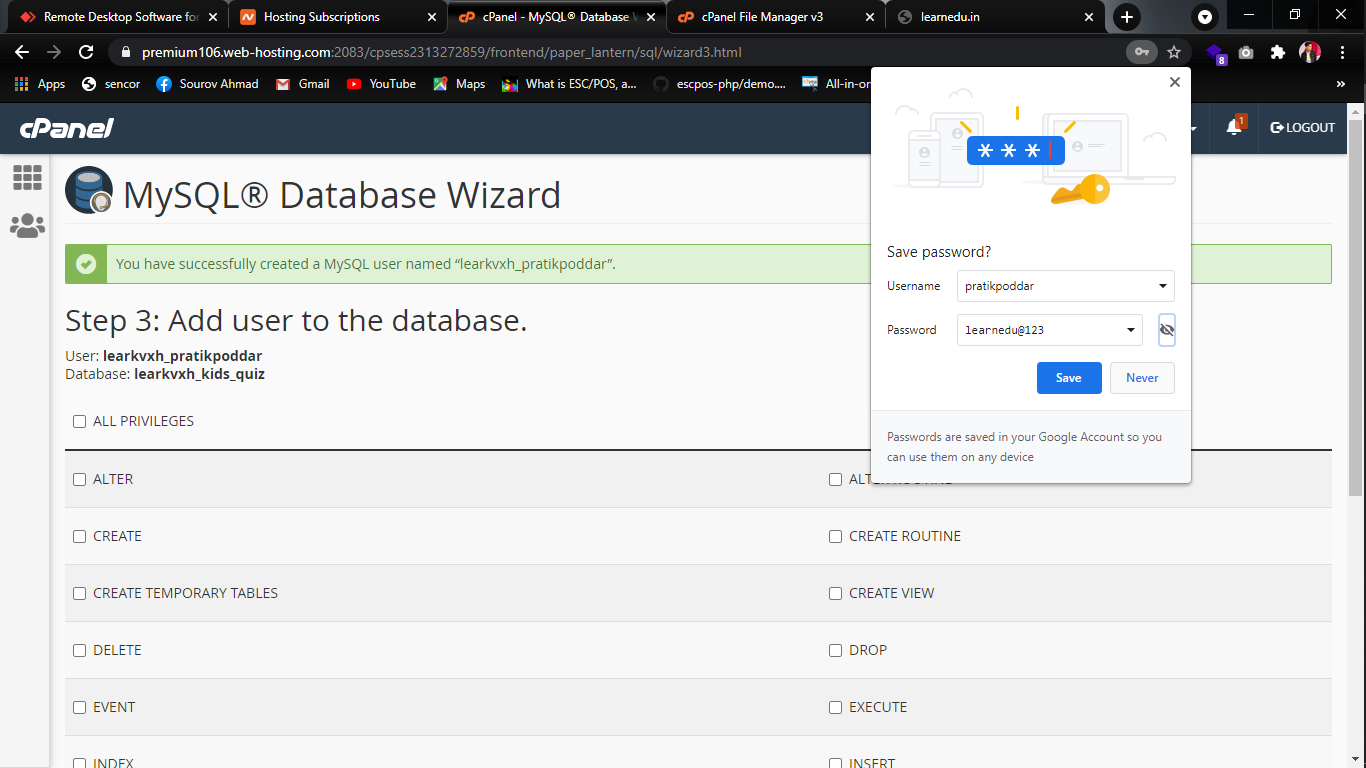 Remote Desktop Software for
Hosting Subscriptions
cPanel - MySQL® Database W
cPanel File Manager v3
learnedu.in
premium106.web-hosting.com:2083/cpsess2313272859/frontend/paper_lantern/sql/wizard3.html
8
Apps
sencor
Sourov Ahmad
Gmail
YouTube
Maps
What is ESC/POS, a...
escpos-php/demo....
All-in-on
»
cPanel
1
LOGOUT
MySQL® Database Wizard
You have successfully created a MySQL user named “learkvxh_pratikpoddar”.
Step 3: Add user to the database.
User: learkvxh_pratikpoddar
Database: learkvxh_kids_quiz
ALL PRIVILEGES
ALTER
ALTER ROUTINE
CREATE
CREATE ROUTINE
CREATE TEMPORARY TABLES
CREATE VIEW
DELETE
DROP
EVENT
EXECUTE
INDEX
INSERT
* * *
Save password?
Username
pratikpoddar
Password
learnedu@123
Save
Never
Passwords are saved in your Google Account so you
can use them on any device